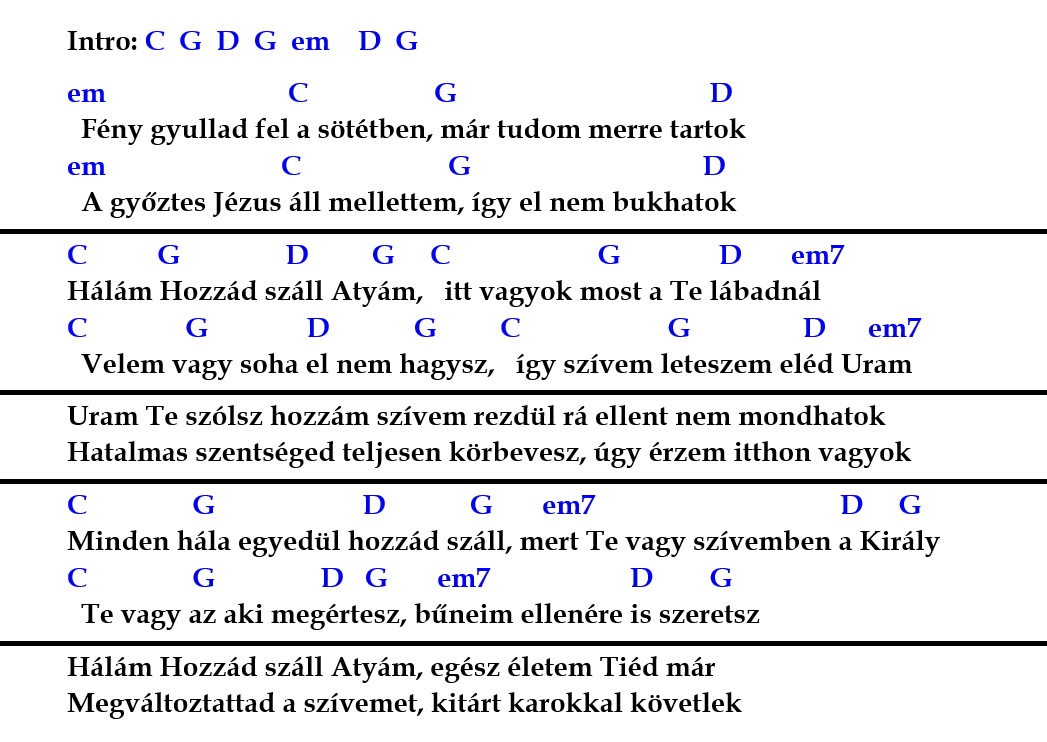 Intro: C G D G em D G
em C G D
Fény gyullad fel a sötétben, már tudom merre tartok
em C G D
A győztes Jézus áll mellettem, így el nem bukhatok
C G D G C G D em7
Hálám Hozzád száll Atyám, itt vagyok most a Te lábadnál
C G D G C G D em7
Velem vagy soha el nem hagysz, így szívem leteszem eléd Uram
Uram Te szólsz hozzám szívem rezdül rá ellent nem mondhatok
Hatalmas szentséged teljesen körbevesz, úgy érzem itthon vagyok
C G D G em7 D G
Minden hála egyedül hozzád száll, mert Te vagy szívemben a Király
C G D G em7 D G
Te vagy az aki megértesz, bűneim ellenére is szeretsz
Hálám Hozzád száll Atyám, egész életem Tiéd már
Megváltoztattad a szívemet, kitárt karokkal követlek